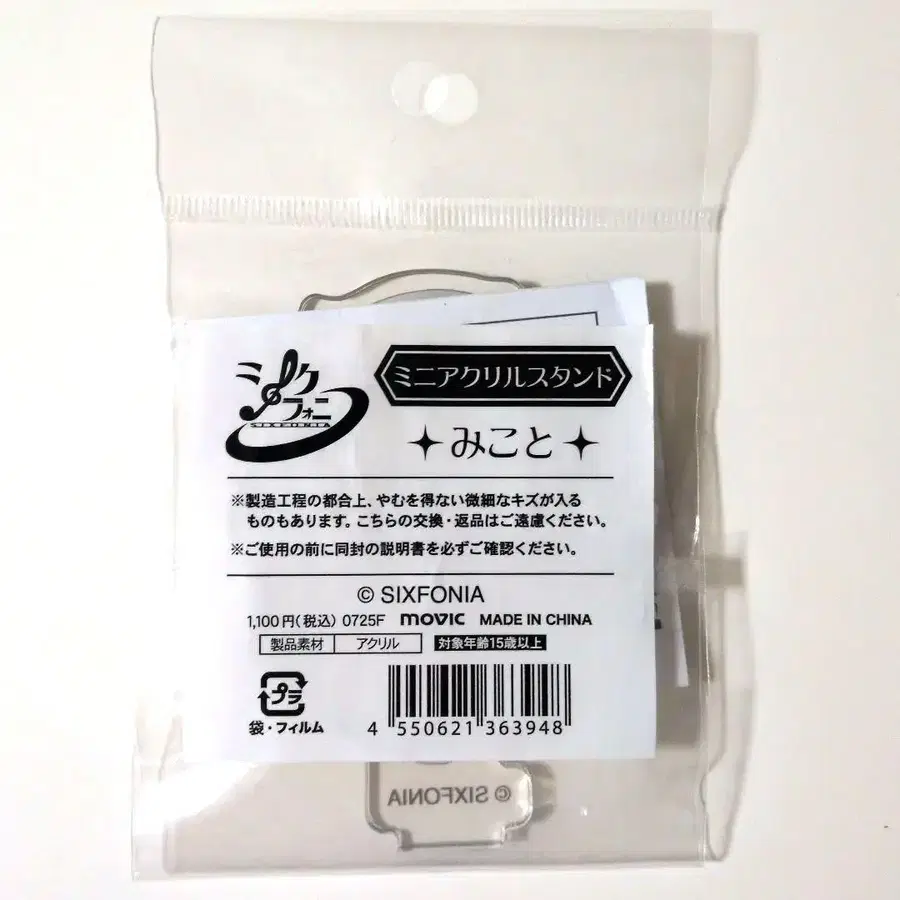 シクフォニ
SIXFONIA
ミニアクリルスタンド
みこと
※製造工程の都合上、やむを得ない微細なキズが入る
ものもあります。こちらの交換・返品はご遠慮ください。
※ご使用の前に同封の説明書を必ずご確認ください。
© SIXFONIA
1,100円(税込) 0725F movic MADE IN CHINA
製品素材 アクリル 対象年齢15歳以上
プラ
袋・フィルム
4 550621 363948
© SIXFONIA